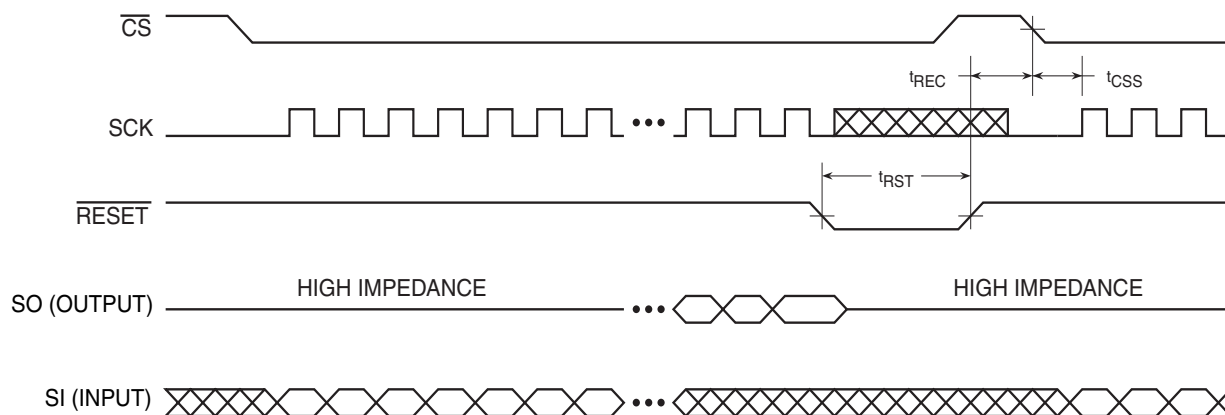 CS
tREC
tCSS
SCK
tRST
RESET
HIGH IMPEDANCE
HIGH IMPEDANCE
SO (OUTPUT)
SI (INPUT)